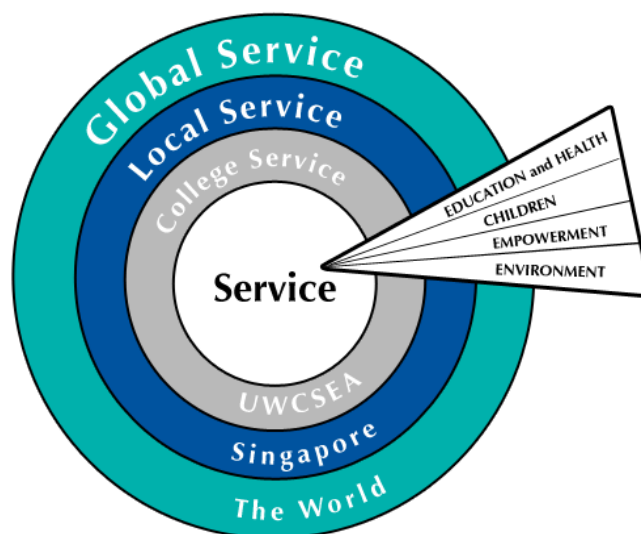 Global Service
Local Service
College Service
Service
UWCSEA
Singapore
The World
EDUCATION and HEALTH
CHILDREN
EMPOWERMENT
ENVIRONMENT